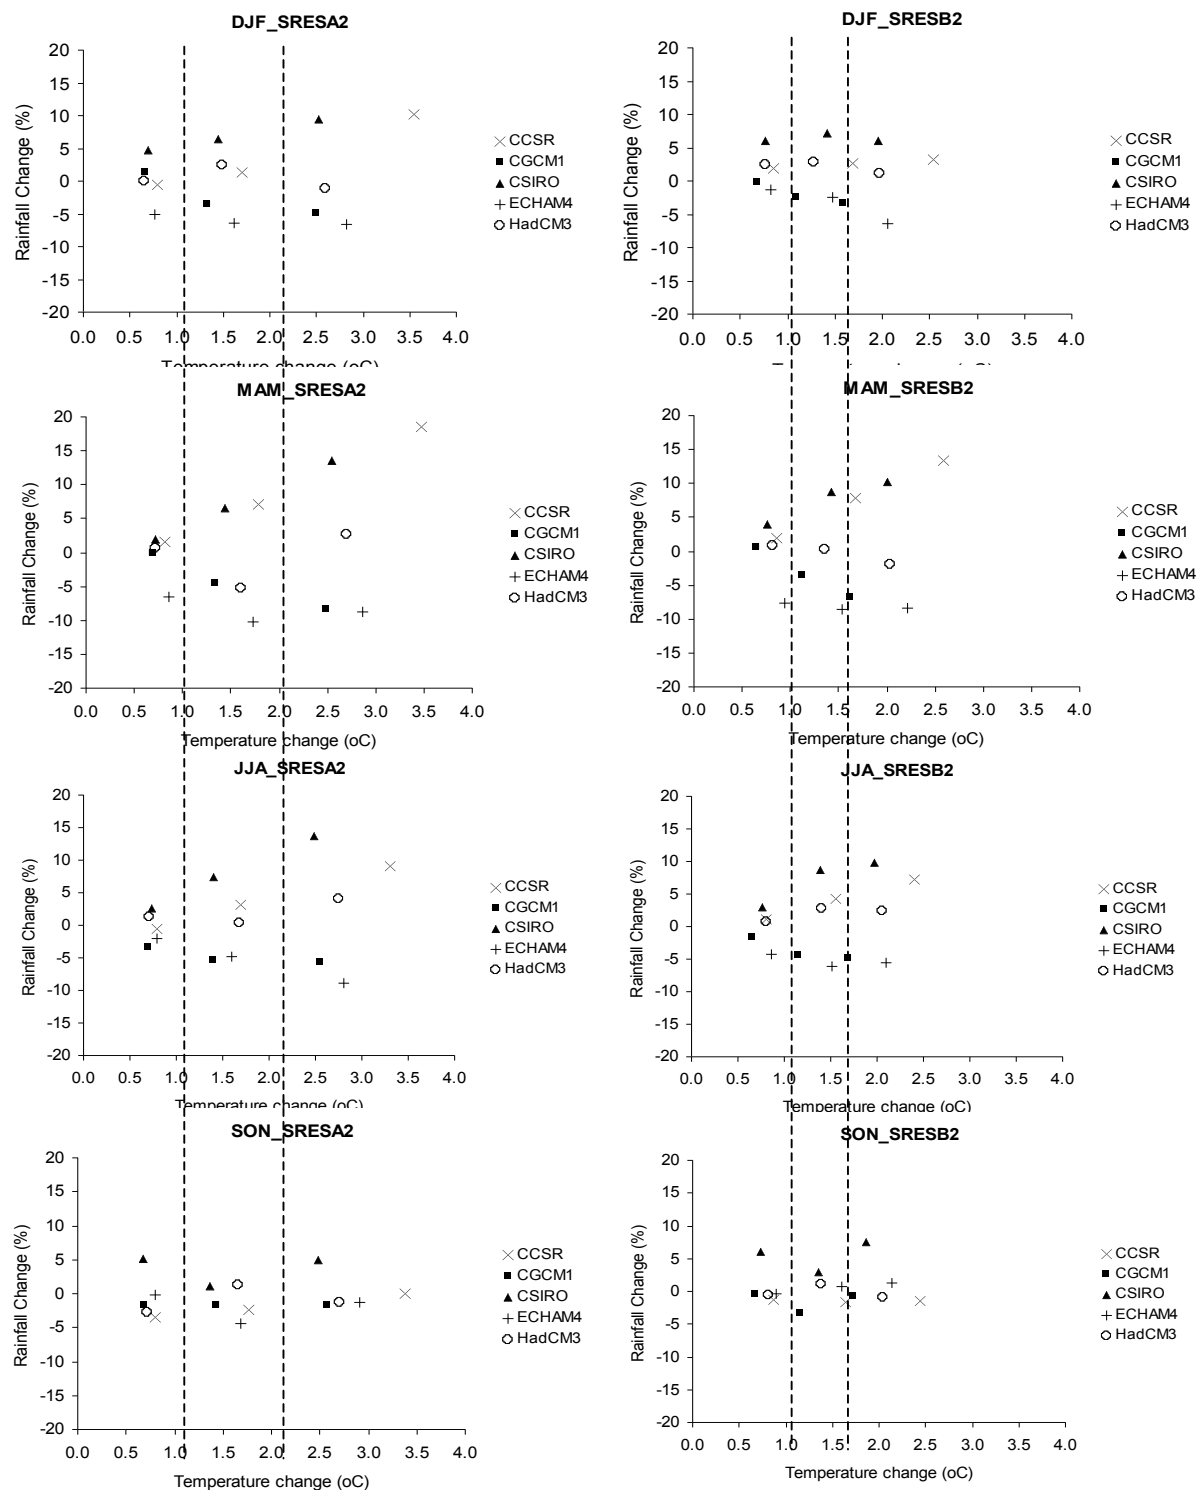 DJF_SRESA2
20
15
10
5
0
-5
-10
-15
-20
Rainfall Change (%)
0.0 0.5 1.0 1.5 2.0 2.5 3.0 3.5 4.0
Temperature change (oC)
CCSR
CGCM1
CSIRO
ECHAM4
HadCM3
DJF_SRESB2
20
15
10
5
0
-5
-10
-15
-20
Rainfall Change (%)
0.0 0.5 1.0 1.5 2.0 2.5 3.0 3.5 4.0
Temperature change (oC)
CCSR
CGCM1
CSIRO
ECHAM4
HadCM3
MAM_SRESA2
20
15
10
5
0
-5
-10
-15
-20
Rainfall Change (%)
0.0 0.5 1.0 1.5 2.0 2.5 3.0 3.5 4.0
Temperature change (oC)
CCSR
CGCM1
CSIRO
ECHAM4
HadCM3
MAM_SRESB2
20
15
10
5
0
-5
-10
-15
-20
Rainfall Change (%)
0.0 0.5 1.0 1.5 2.0 2.5 3.0 3.5 4.0
Temperature change (oC)
CCSR
CGCM1
CSIRO
ECHAM4
HadCM3
JJA_SRESA2
20
15
10
5
0
-5
-10
-15
-20
Rainfall Change (%)
0.0 0.5 1.0 1.5 2.0 2.5 3.0 3.5 4.0
Temperature change (oC)
CCSR
CGCM1
CSIRO
ECHAM4
HadCM3
JJA_SRESB2
20
15
10
5
0
-5
-10
-15
-20
Rainfall Change (%)
0.0 0.5 1.0 1.5 2.0 2.5 3.0 3.5 4.0
Temperature change (oC)
CCSR
CGCM1
CSIRO
ECHAM4
HadCM3
SON_SRESA2
20
15
10
5
0
-5
-10
-15
-20
Rainfall Change (%)
0.0 0.5 1.0 1.5 2.0 2.5 3.0 3.5 4.0
Temperature change (oC)
CCSR
CGCM1
CSIRO
ECHAM4
HadCM3
SON_SRESB2
20
15
10
5
0
-5
-10
-15
-20
Rainfall Change (%)
0.0 0.5 1.0 1.5 2.0 2.5 3.0 3.5 4.0
Temperature change (oC)
CCSR
CGCM1
CSIRO
ECHAM4
HadCM3